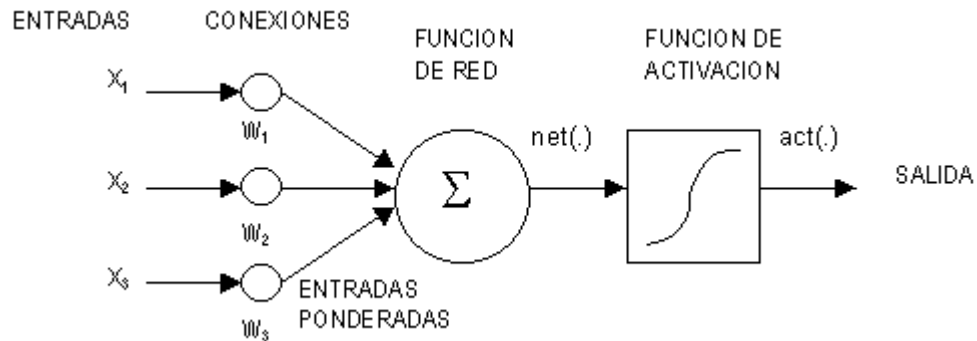 ENTRADAS
CONEXIONES
FUNCION
DE RED
FUNCION DE
ACTIVACION
X₁
W₁
X₂
W₂
X₃
W₃
ENTRADAS
PONDERADAS
Σ
net(.)
act(.)
SALIDA